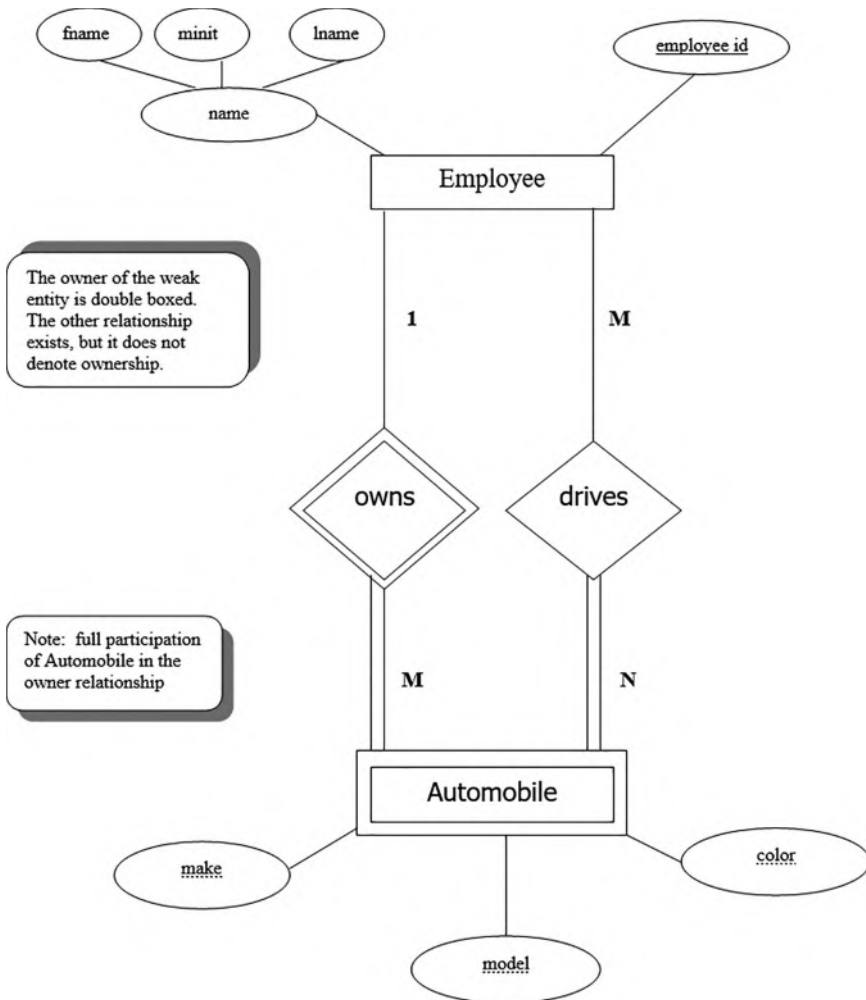 fname
minit
lname
employee id
name
Employee
The owner of the weak
entity is double boxed.
The other relationship
exists, but it does not
denote ownership.
1
M
owns
drives
Note: full participation
of Automobile in the
owner relationship
M
N
Automobile
make
color
model